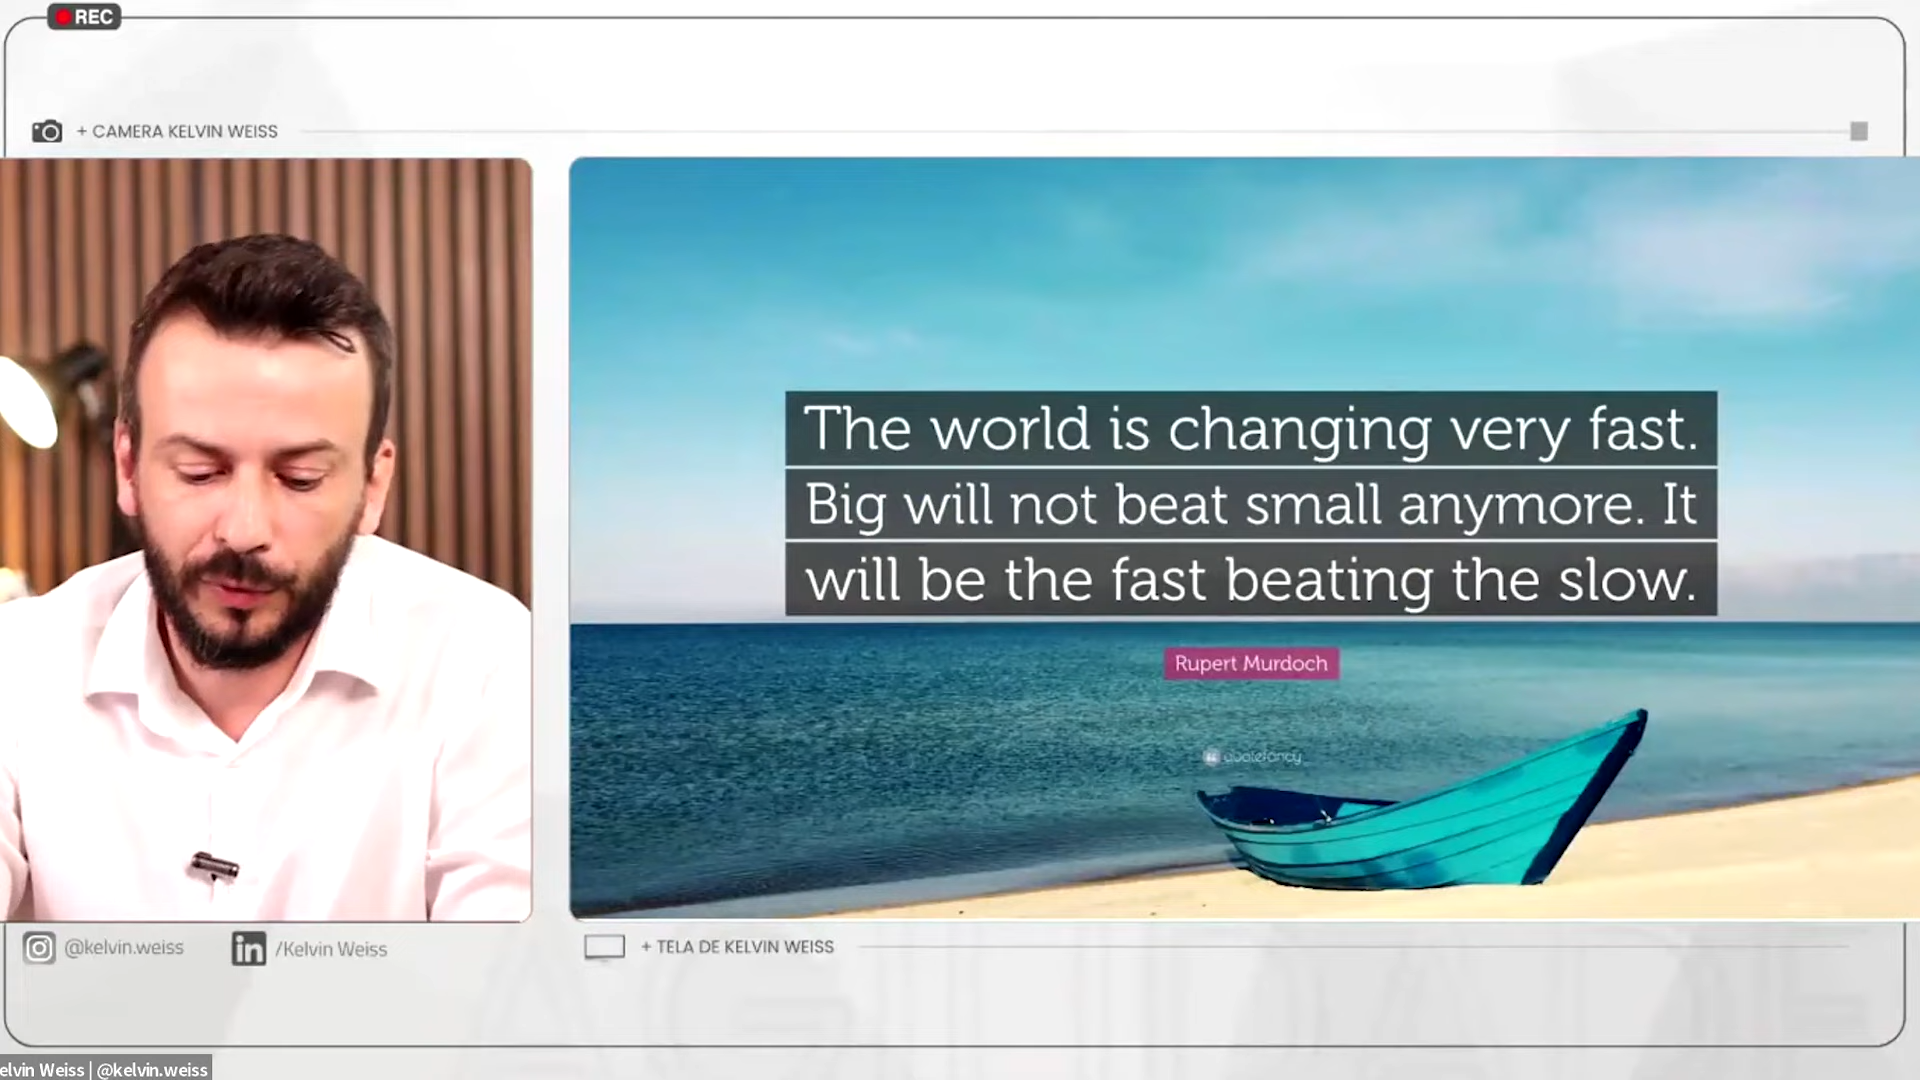 REC
+ CAMERA KELVIN WEISS
The world is changing very fast.
Big will not beat small anymore. It
will be the fast beating the slow.
Rupert Murdoch
quotefancy
@kelvin.weiss
in /Kelvin Weiss
+ TELA DE KELVIN WEISS
elvin Weiss | @kelvin.weiss